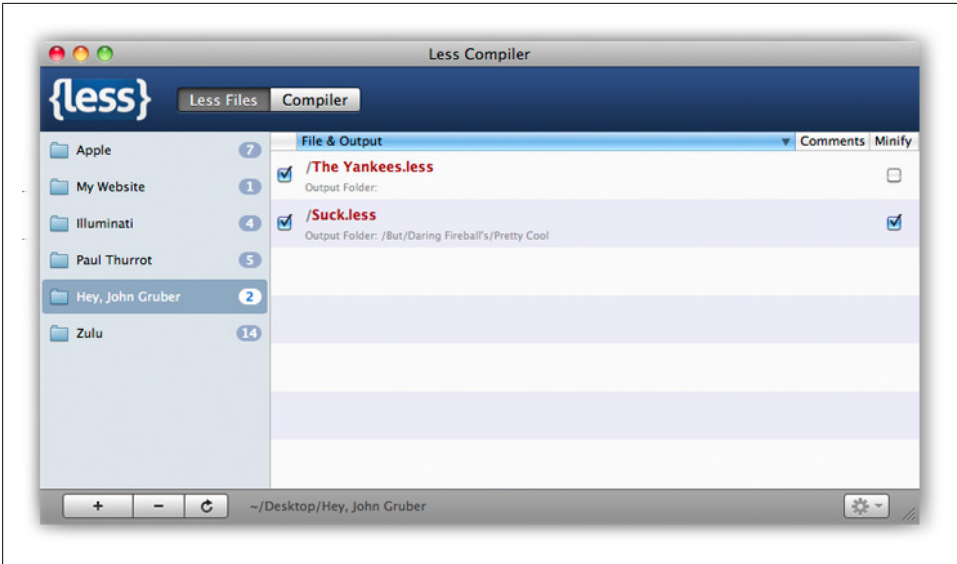 Less Compiler
{less}
Less Files Compiler
Apple 7
My Website 1
Illuminati 4
Paul Thurrot 5
Hey, John Gruber 2
Zulu 14
File & Output Comments Minify
/The Yankees.less
Output Folder:
/Suck.less
Output Folder: /But/Daring Fireball's/Pretty Cool
+ − ~/Desktop/Hey, John Gruber